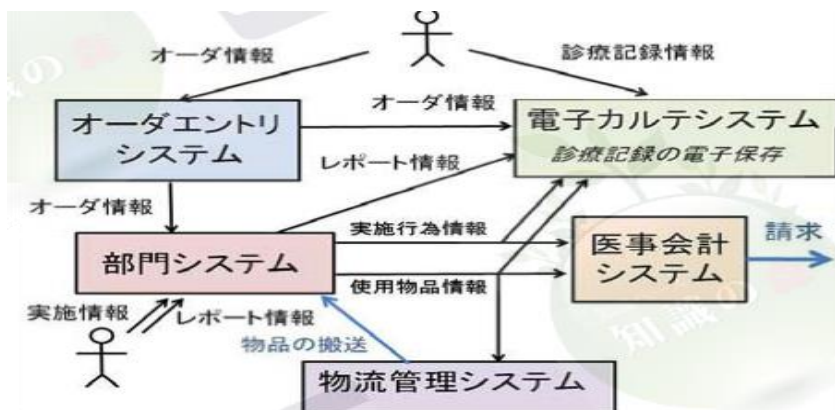 オーダ情報
診療記録情報
オーダエントリ
システム
オーダ情報
電子カルテシステム
診療記録の電子保存
レポート情報
オーダ情報
部門システム
実施行為情報
使用物品情報
医事会計
システム
請求
実施情報
レポート情報
物品の搬送
物流管理システム
知識の